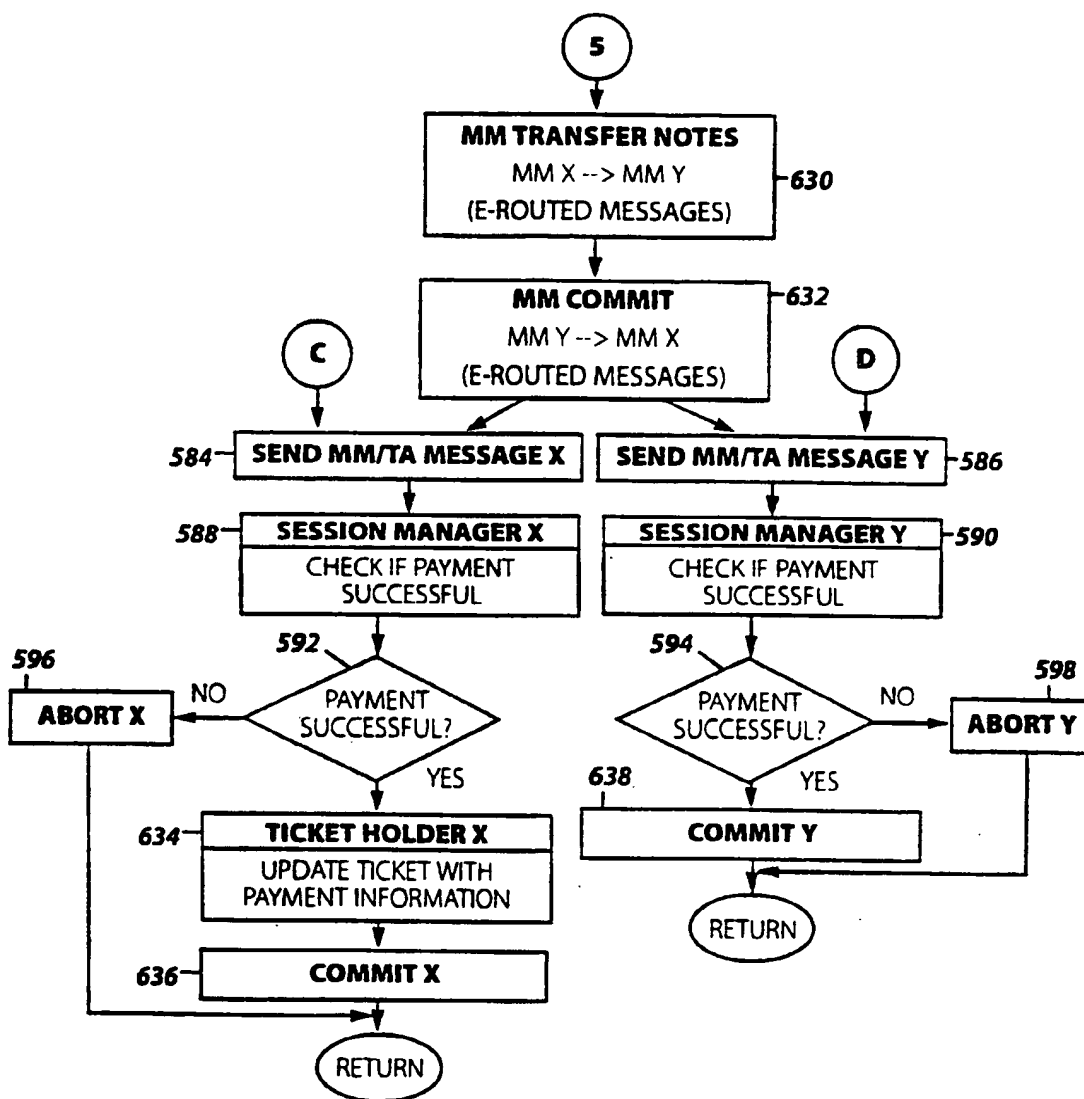 5
MM TRANSFER NOTES
MM X --> MM Y
(E-ROUTED MESSAGES)
630
MM COMMIT
MM Y --> MM X
(E-ROUTED MESSAGES)
632
C
D
584
SEND MM/TA MESSAGE X
SEND MM/TA MESSAGE Y
586
588
SESSION MANAGER X
CHECK IF PAYMENT
SUCCESSFUL
SESSION MANAGER Y
CHECK IF PAYMENT
SUCCESSFUL
590
592
PAYMENT
SUCCESSFUL?
NO
596
ABORT X
YES
594
PAYMENT
SUCCESSFUL?
NO
598
ABORT Y
YES
634
TICKET HOLDER X
UPDATE TICKET WITH
PAYMENT INFORMATION
638
COMMIT Y
RETURN
636
COMMIT X
RETURN